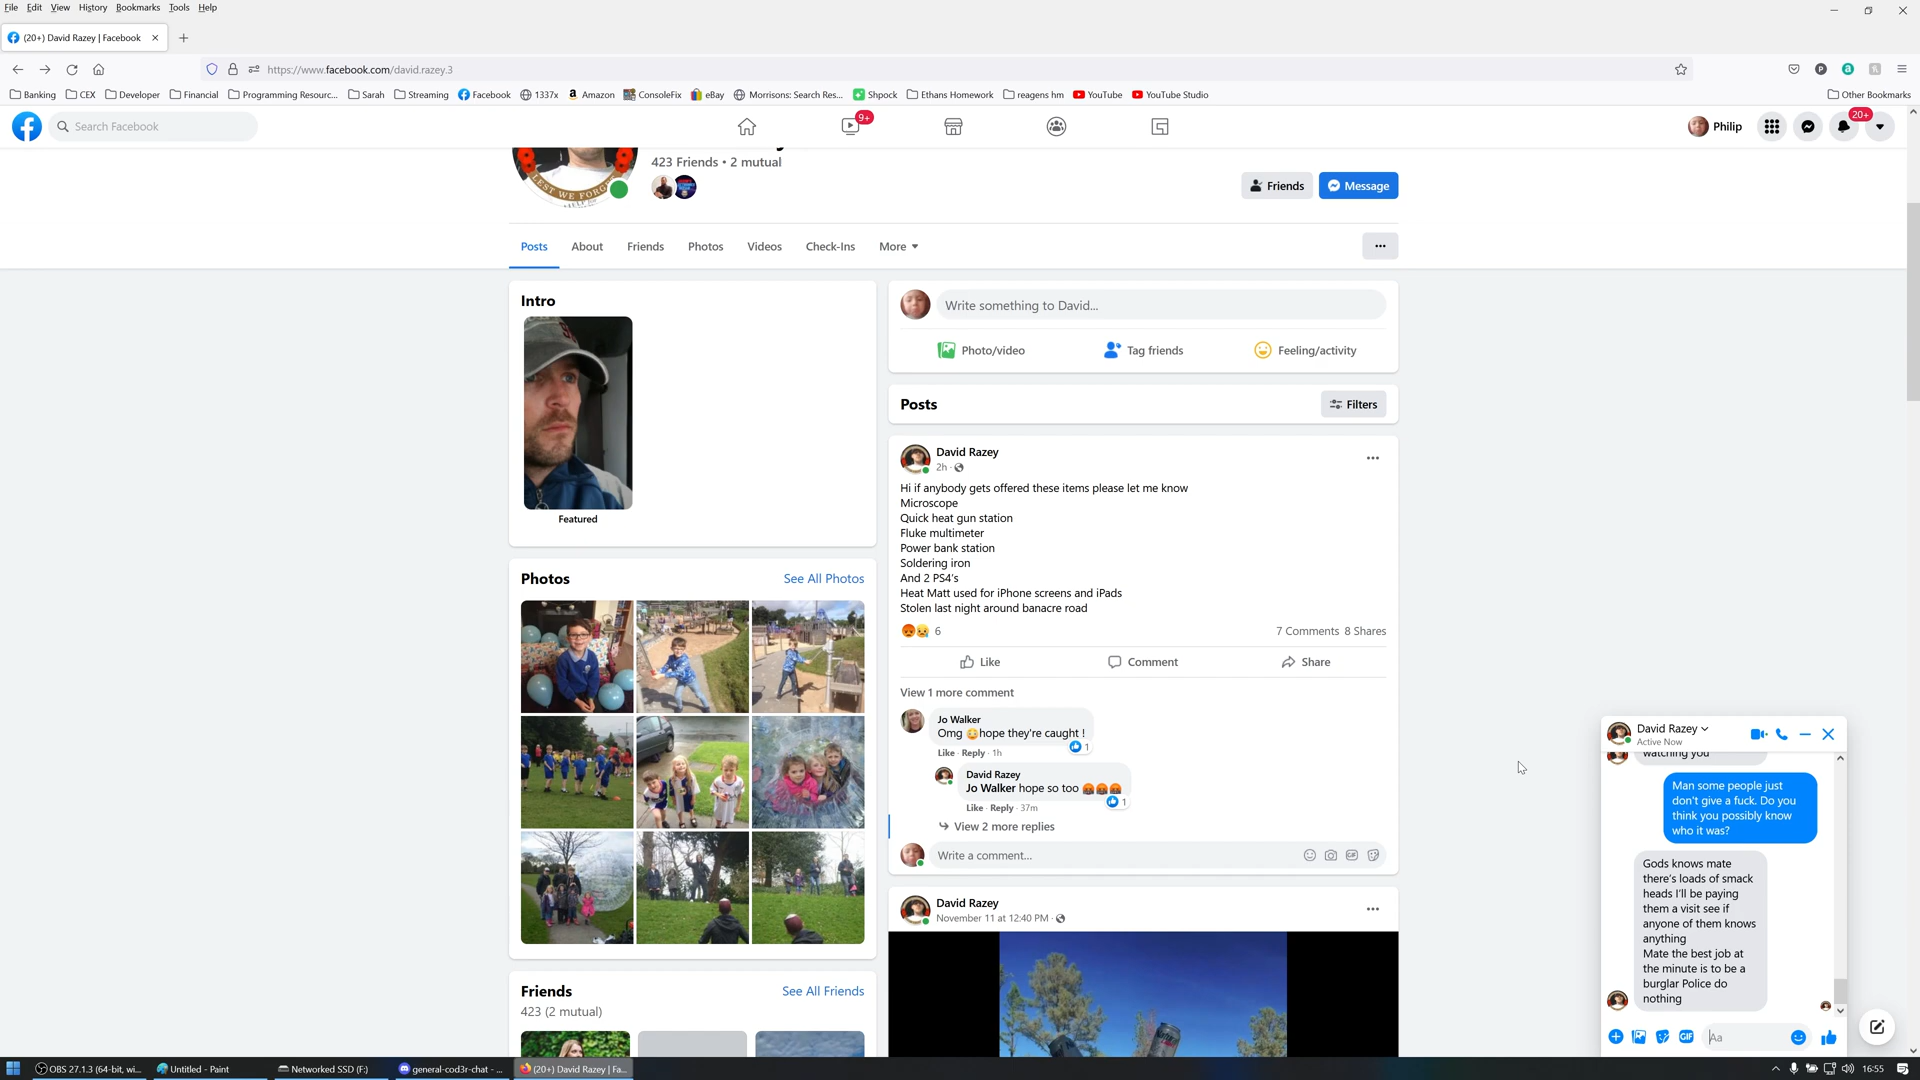 File Edit View History Bookmarks Tools Help
(20+) David Razey | Facebook
https://www.facebook.com/david.razey.3
Banking CEX Developer Financial Programming Resourc... Sarah Streaming Facebook 1337x Amazon ConsoleFix eBay Morrisons: Search Res... Shpock Ethans Homework reagens hm YouTube YouTube Studio Other Bookmarks
Search Facebook
9+
Philip
20+
423 Friends • 2 mutual
LEST WE FORGET
Friends
Message
Posts About Friends Photos Videos Check-Ins More
Intro
Featured
Photos
See All Photos
Friends
See All Friends
423 (2 mutual)
Write something to David...
Photo/video
Tag friends
Feeling/activity
Posts
Filters
David Razey
2h ·
Hi if anybody gets offered these items please let me know
Microscope
Quick heat gun station
Fluke multimeter
Power bank station
Soldering iron
And 2 PS4's
Heat Matt used for iPhone screens and iPads
Stolen last night around banacre road
6
7 Comments 8 Shares
Like
Comment
Share
View 1 more comment
Jo Walker
Omg 😳hope they're caught !
1
Like · Reply · 1h
David Razey
Jo Walker hope so too 😡😡😡
1
Like · Reply · 37m
View 2 more replies
Write a comment...
David Razey
November 11 at 12:40 PM ·
David Razey
Active Now
watching you
Man some people just
don't give a fuck. Do you
think you possibly know
who it was?
Gods knows mate
there's loads of smack
heads I'll be paying
them a visit see if
anyone of them knows
anything
Mate the best job at
the minute is to be a
burglar Police do
nothing
GIF
Aa
OBS 27.1.3 (64-bit, wi...
Untitled - Paint
Networked SSD (F:)
general-cod3r-chat - ...
(20+) David Razey | Fa...
16:55